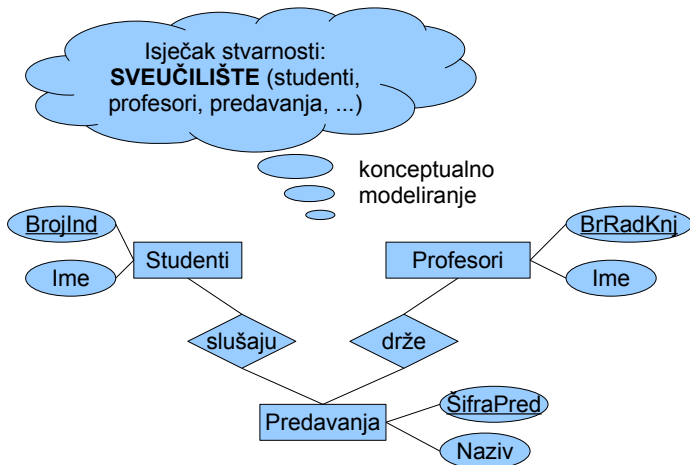 Isječak stvarnosti:
SVEUČILIŠTE (studenti,
profesori, predavanja, ...)
konceptualno
modeliranje
BrojInd
BrRadKnj
Studenti
Profesori
Ime
Ime
slušaju
drže
ŠifraPred
Predavanja
Naziv